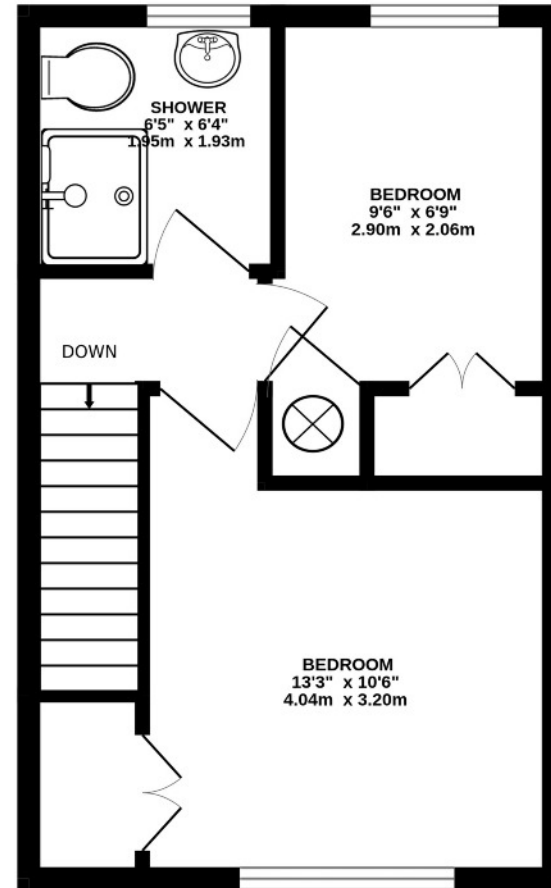 SHOWER
6'5" x 6'4"
1.95m x 1.93m
BEDROOM
9'6" x 6'9"
2.90m x 2.06m
DOWN
BEDROOM
13'3" x 10'6"
4.04m x 3.20m